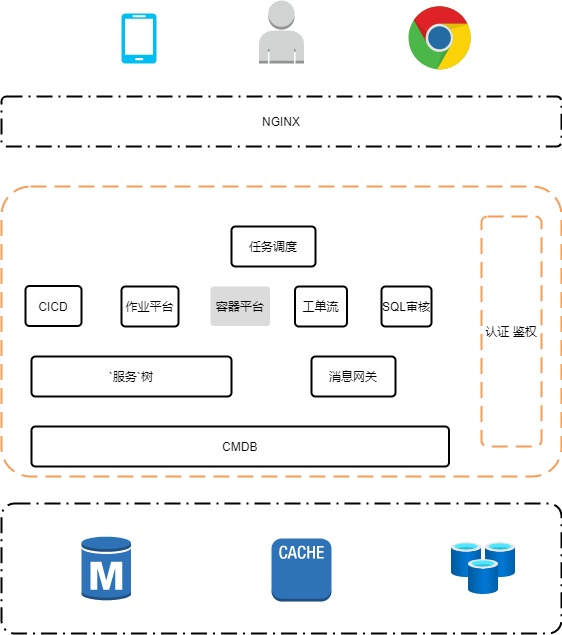 NGINX
任务调度
CICD
作业平台
容器平台
工单流
SQL审核
认证 鉴权
`服务`树
消息网关
CMDB
M
CACHE